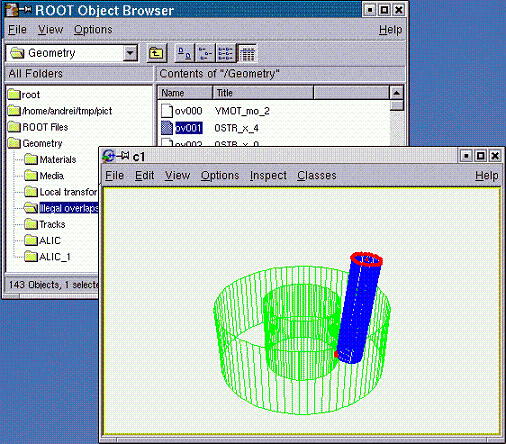 ROOT Object Browser
File View Options Help
Geometry
All Folders
Contents of "/Geometry"
root
/home/andrei/tmp/pict
ROOT Files
Geometry
Materials
Media
Local transfor
Illegal overlaps
Tracks
ALIC
ALIC_1
Name Title
ov000 YMOT_mo_2
ov001 0STR_x_4
ov002 0STR_x_0
143 Objects, 1 selecte
c1
File Edit View Options Inspect Classes Help